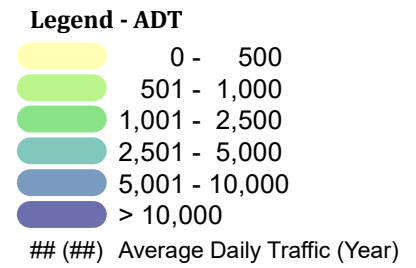 Legend - ADT
0 - 500
501 - 1,000
1,001 - 2,500
2,501 - 5,000
5,001 - 10,000
> 10,000
## (##) Average Daily Traffic (Year)